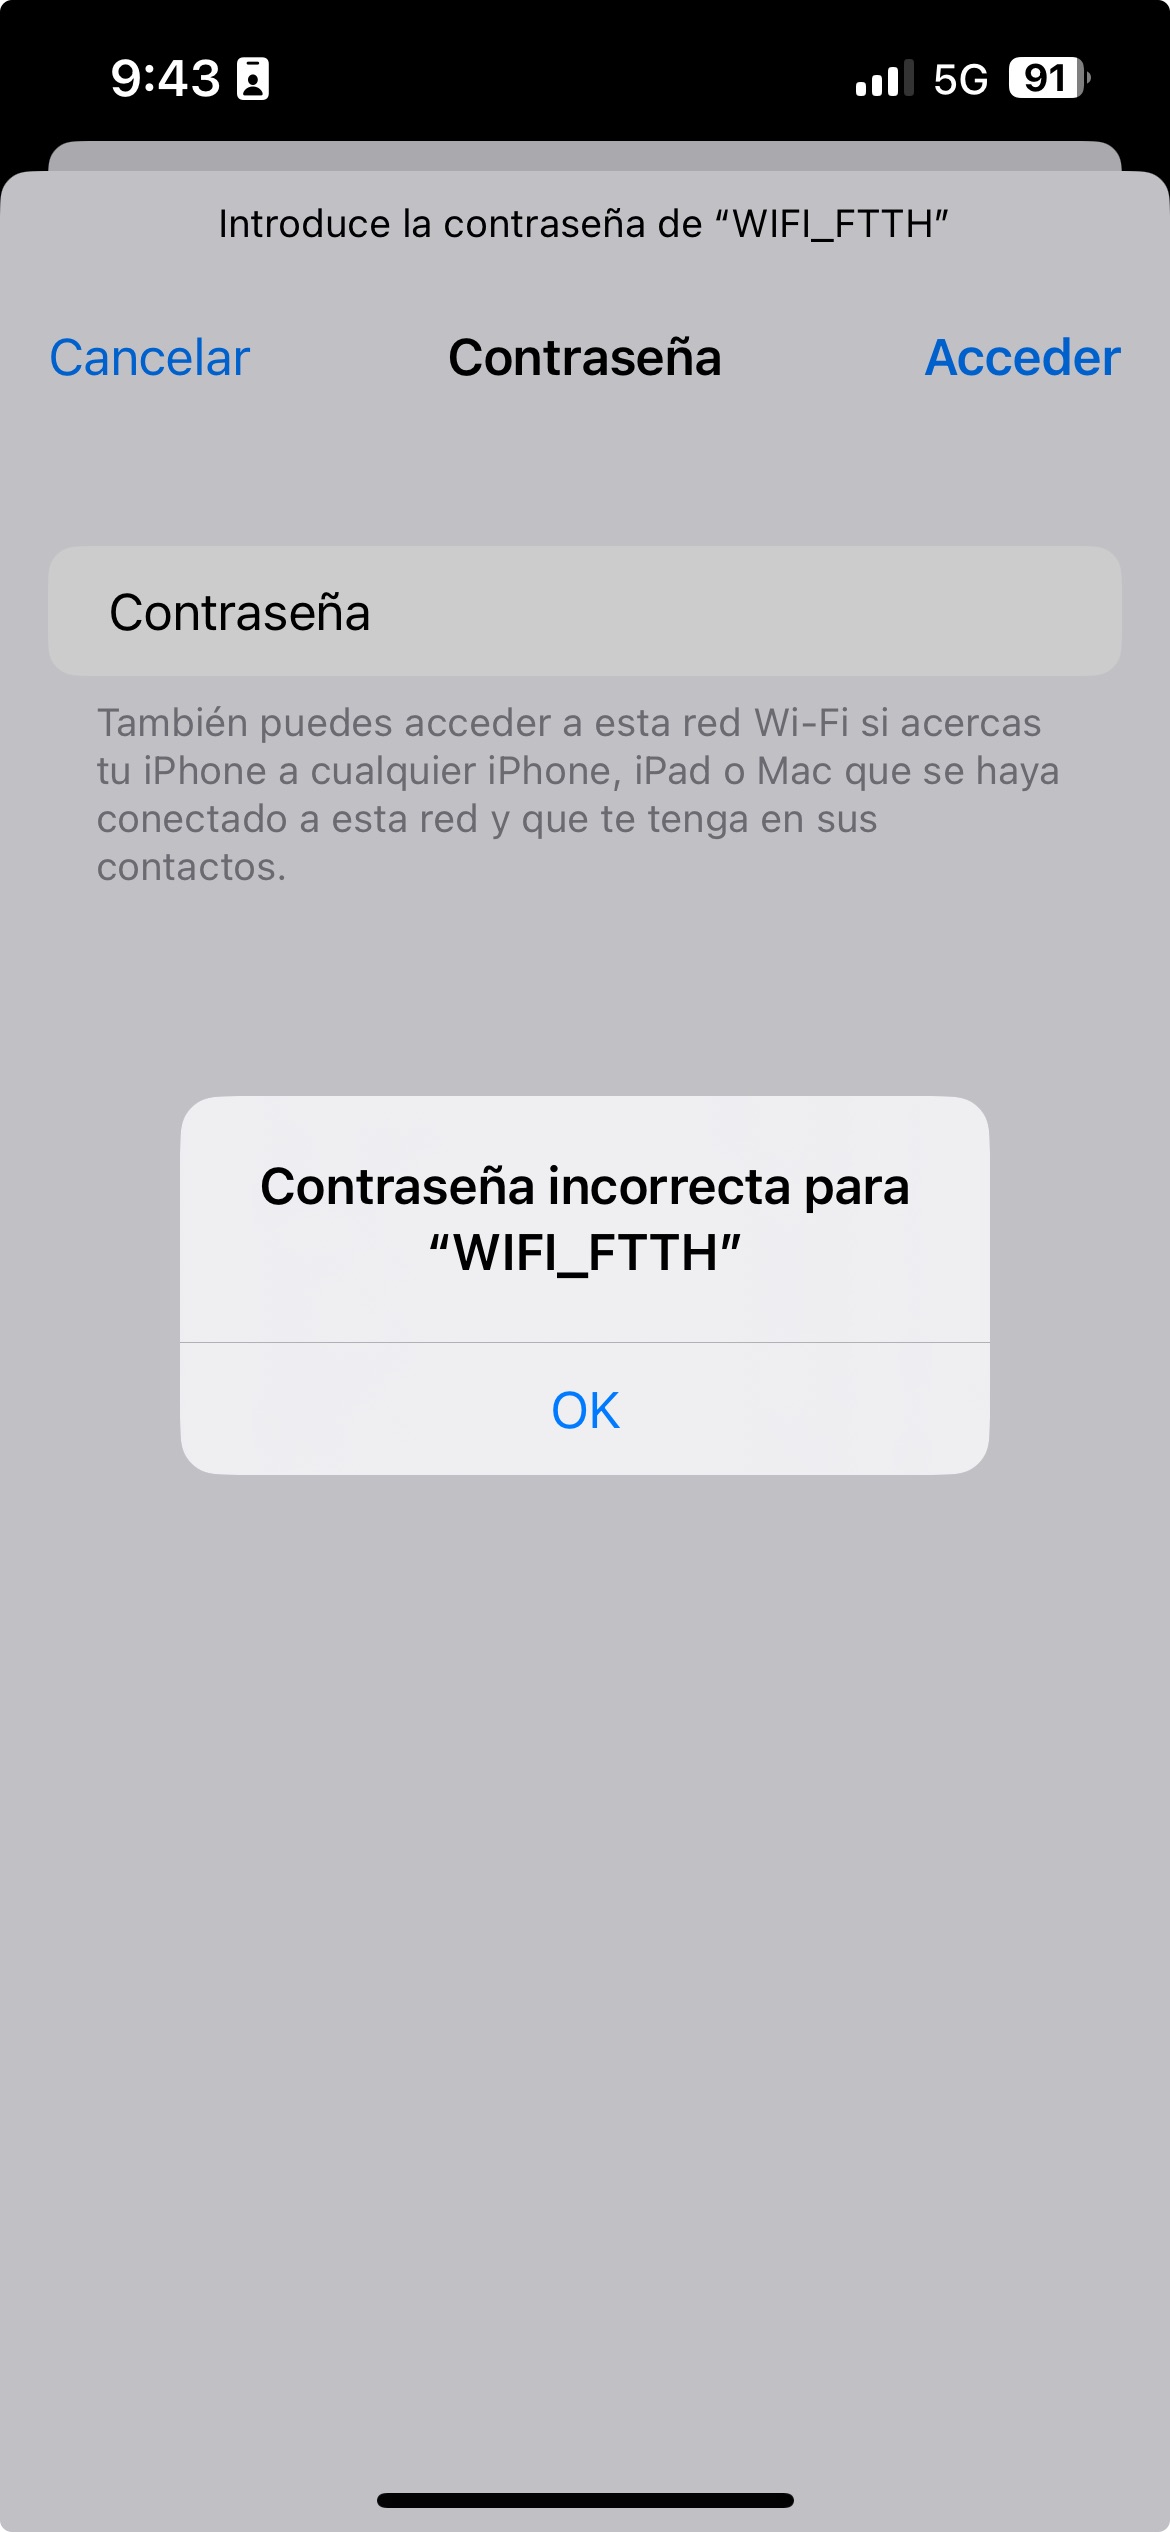 9:43 5G 91
Introduce la contraseña de “WIFI_FTTH”
Cancelar Contraseña Acceder
Contraseña
También puedes acceder a esta red Wi-Fi si acercas
tu iPhone a cualquier iPhone, iPad o Mac que se haya
conectado a esta red y que te tenga en sus
contactos.
Contraseña incorrecta para
“WIFI_FTTH”
OK